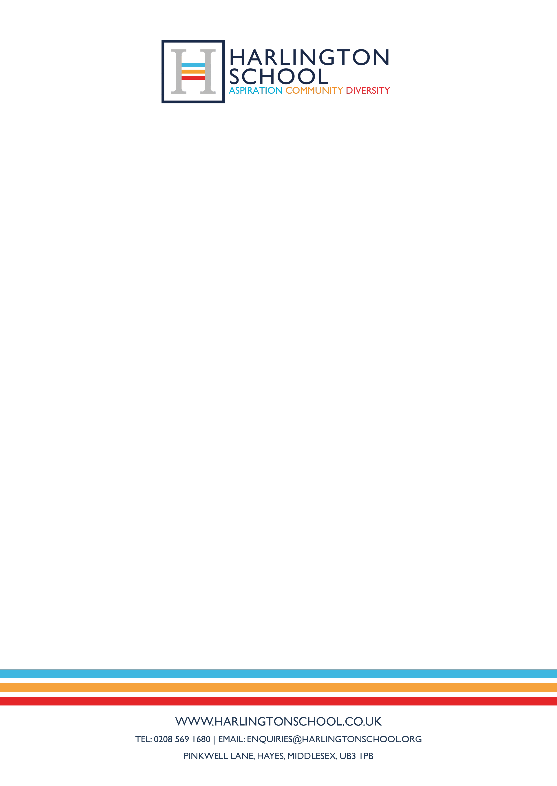 H
HARLINGTON
SCHOOL
ASPIRATION COMMUNITY DIVERSITY
WWW.HARLINGTONSCHOOL.CO.UK
TEL: 0208 569 1680 | EMAIL: ENQUIRIES@HARLINGTONSCHOOL.ORG
PINKWELL LANE, HAYES, MIDDLESEX, UB3 1PB